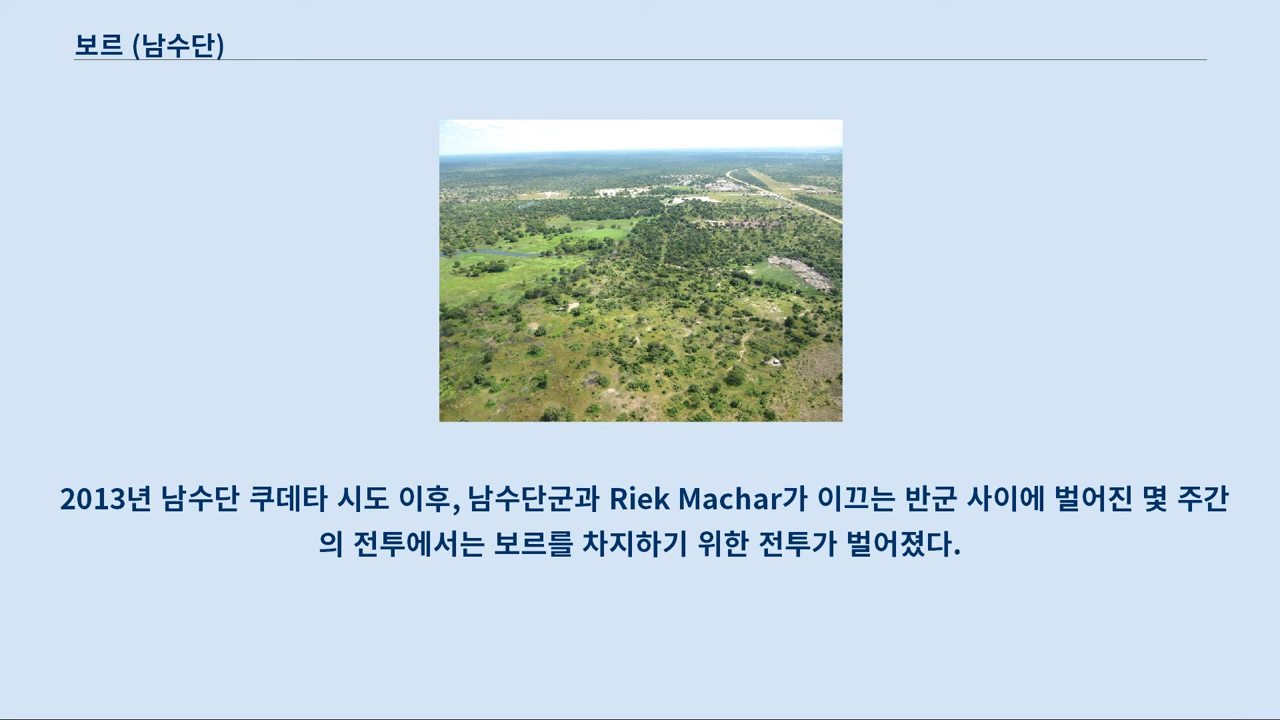 보르 (남수단)
2013년 남수단 쿠데타 시도 이후, 남수단군과 Riek Machar가 이끄는 반군 사이에 벌어진 몇 주간
의 전투에서는 보르를 차지하기 위한 전투가 벌어졌다.